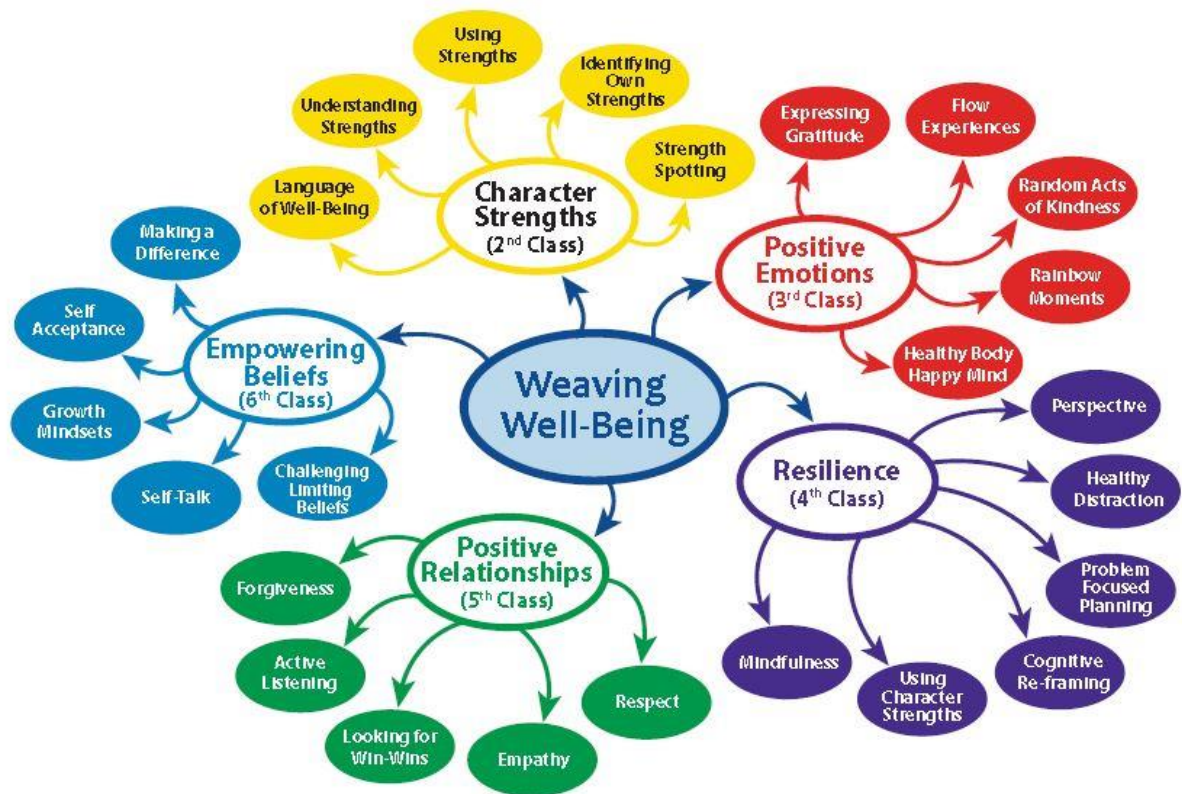 Weaving
Well-Being
Character
Strengths
(2nd Class)
Language
of Well-Being
Understanding
Strengths
Using
Strengths
Identifying
Own
Strengths
Strength
Spotting
Positive
Emotions
(3rd Class)
Expressing
Gratitude
Flow
Experiences
Random Acts
of Kindness
Rainbow
Moments
Healthy Body
Happy Mind
Resilience
(4th Class)
Perspective
Healthy
Distraction
Problem
Focused
Planning
Cognitive
Re-framing
Using
Character
Strengths
Mindfulness
Positive
Relationships
(5th Class)
Respect
Empathy
Looking for
Win-Wins
Active
Listening
Forgiveness
Empowering
Beliefs
(6th Class)
Challenging
Limiting
Beliefs
Self-Talk
Growth
Mindsets
Self
Acceptance
Making a
Difference